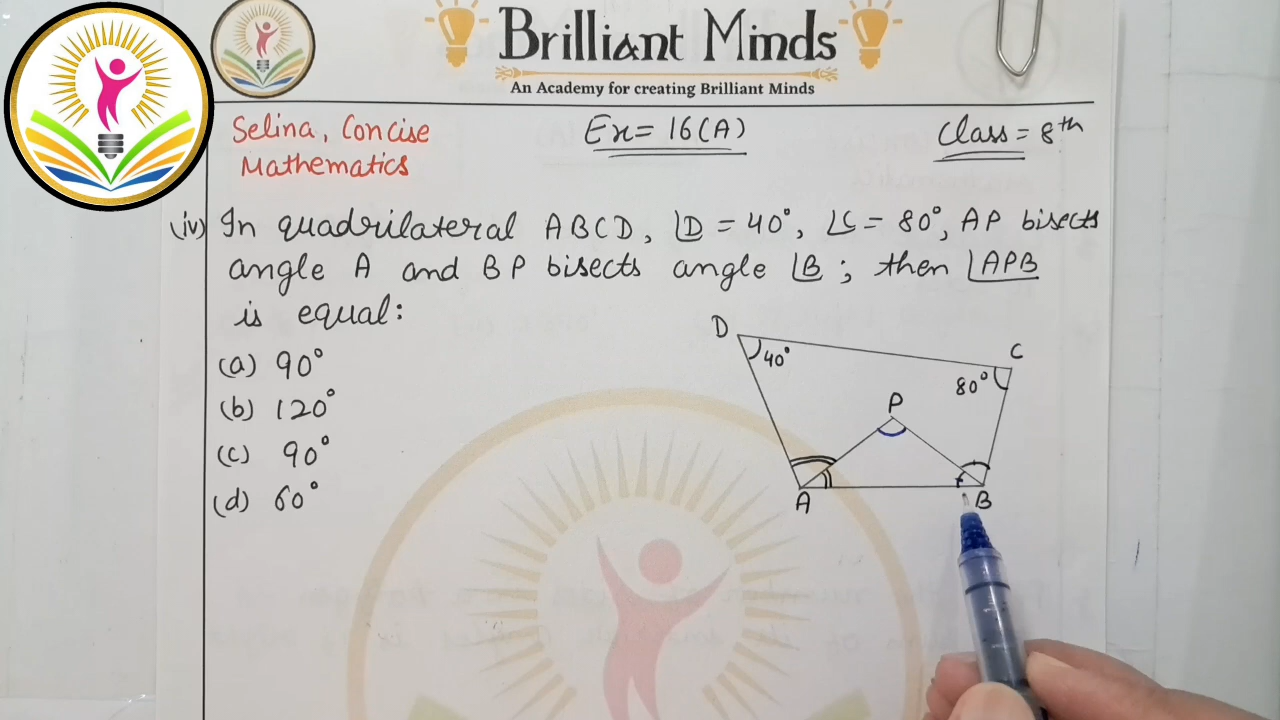 Brilliant Minds
An Academy for creating Brilliant Minds
Selina, Concise Mathematics
Ex = 16(A)
Class = 8th
(iv) In quadrilateral ABCD, ∠D = 40°, ∠C = 80°, AP bisects
angle A and BP bisects angle ∠B ; then ∠APB
is equal:
(a) 90°
(b) 120°
(c) 90°
(d) 60°
D
40°
C
80°
P
A
B